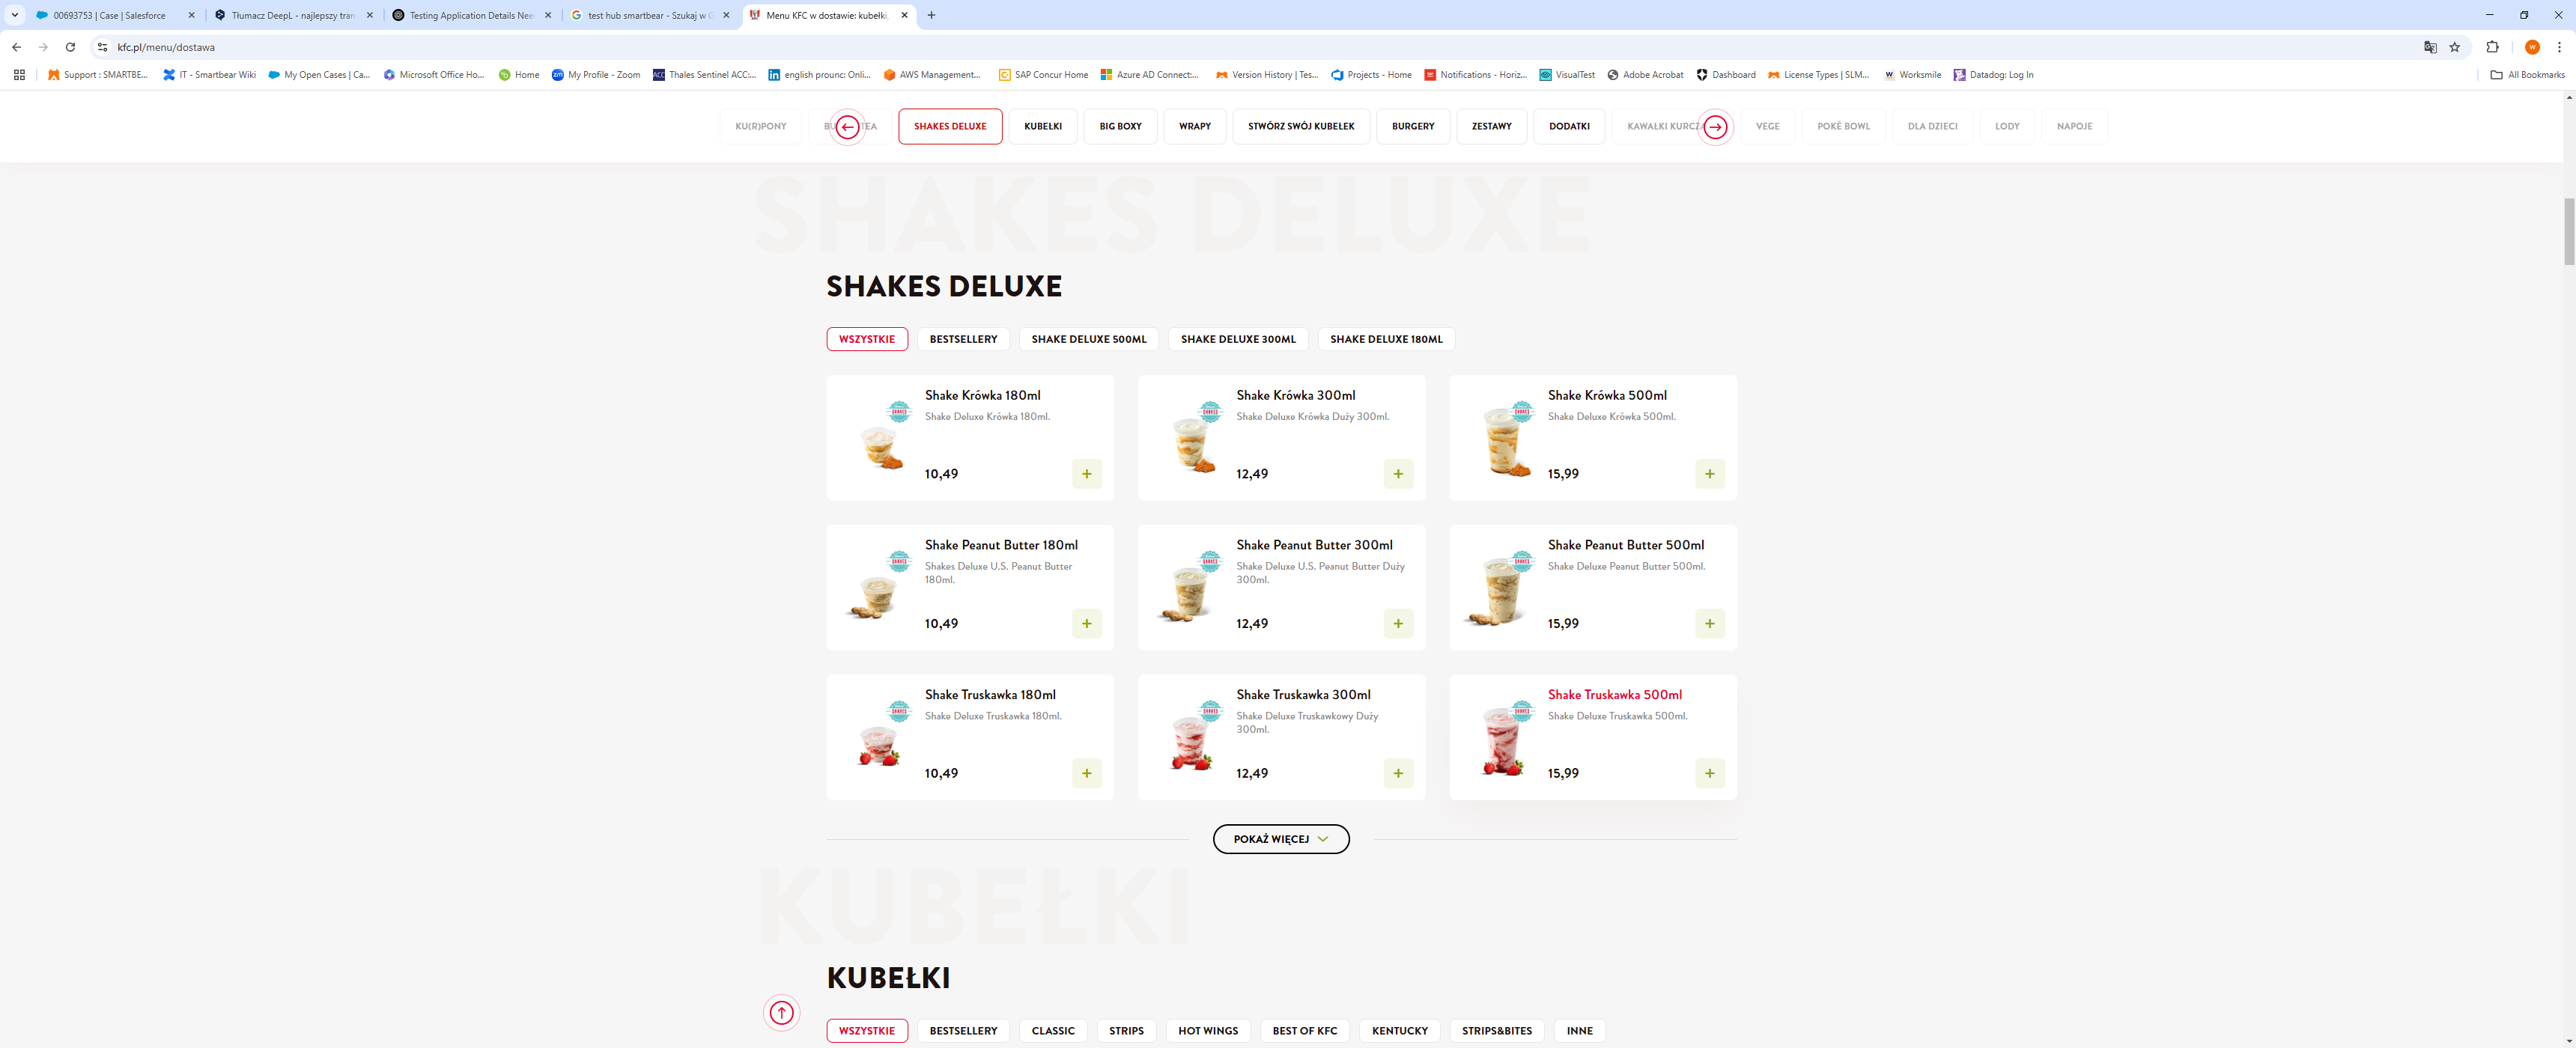 00693753 | Case | Salesforce
Tłumacz DeepL - najlepszy tran
Testing Application Details Nee
test hub smartbear - Szukaj w G
Menu KFC w dostawie: kubełki,
kfc.pl/menu/dostawa
Support : SMARTBE...
IT - Smartbear Wiki
My Open Cases | Ca...
Microsoft Office Ho...
Home
My Profile - Zoom
Thales Sentinel ACC:...
english prounc: Onli...
AWS Management...
SAP Concur Home
Azure AD Connect:...
Version History | Tes...
Projects - Home
Notifications - Horiz...
VisualTest
Adobe Acrobat
Dashboard
License Types | SLM...
Worksmile
Datadog: Log In
All Bookmarks
KU(R)PONY
SHAKES DELUXE
KUBEŁKI
BIG BOXY
WRAPY
STWÓRZ SWÓJ KUBEŁEK
BURGERY
ZESTAWY
DODATKI
KAWAŁKI KURCZ
VEGE
POKÉ BOWL
DLA DZIECI
LODY
NAPOJE
SHAKES DELUXE
SHAKES DELUXE
WSZYSTKIE
BESTSELLERY
SHAKE DELUXE 500ML
SHAKE DELUXE 300ML
SHAKE DELUXE 180ML
Shake Krówka 180ml
Shake Deluxe Krówka 180ml.
10,49
Shake Krówka 300ml
Shake Deluxe Krówka Duży 300ml.
12,49
Shake Krówka 500ml
Shake Deluxe Krówka 500ml.
15,99
Shake Peanut Butter 180ml
Shakes Deluxe U.S. Peanut Butter
180ml.
10,49
Shake Peanut Butter 300ml
Shake Deluxe U.S. Peanut Butter Duży
300ml.
12,49
Shake Peanut Butter 500ml
Shake Deluxe Peanut Butter 500ml.
15,99
Shake Truskawka 180ml
Shake Deluxe Truskawka 180ml.
10,49
Shake Truskawka 300ml
Shake Deluxe Truskawkowy Duży
300ml.
12,49
Shake Truskawka 500ml
Shake Deluxe Truskawka 500ml.
15,99
POKAŻ WIĘCEJ
KUBEŁKI
KUBEŁKI
WSZYSTKIE
BESTSELLERY
CLASSIC
STRIPS
HOT WINGS
BEST OF KFC
KENTUCKY
STRIPS&BITES
INNE